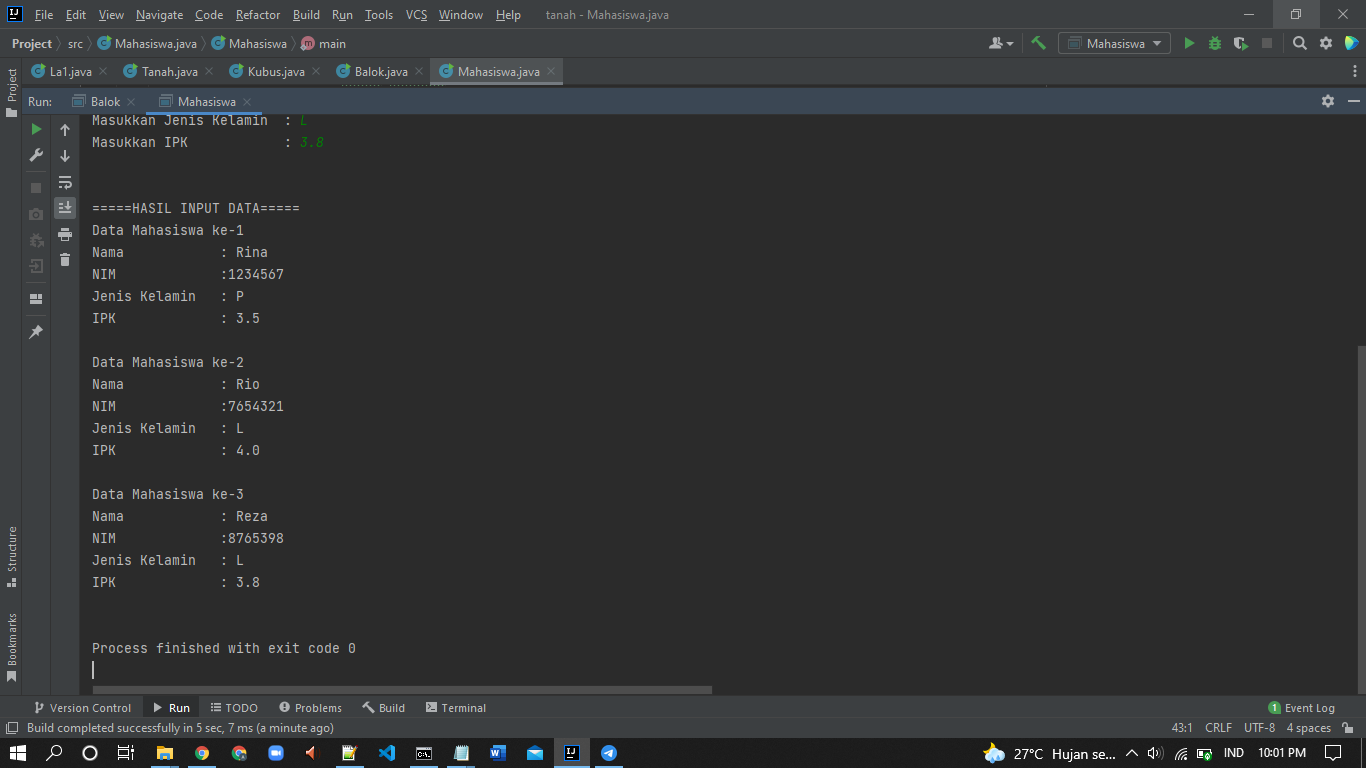 File Edit View Navigate Code Refactor Build Run Tools VCS Window Help tanah - Mahasiswa.java
Project src Mahasiswa.java Mahasiswa main Mahasiswa
La1.java Tanah.java Kubus.java Balok.java Mahasiswa.java
Project
Run: Balok Mahasiswa
Masukkan Jenis Kelamin : L
Masukkan IPK : 3.8
=====HASIL INPUT DATA=====
Data Mahasiswa ke-1
Nama : Rina
NIM :1234567
Jenis Kelamin : P
IPK : 3.5
Data Mahasiswa ke-2
Nama : Rio
NIM :7654321
Jenis Kelamin : L
IPK : 4.0
Data Mahasiswa ke-3
Nama : Reza
NIM :8765398
Jenis Kelamin : L
IPK : 3.8
Process finished with exit code 0
Structure
Bookmarks
Version Control Run TODO Problems Build Terminal 1 Event Log
Build completed successfully in 5 sec, 7 ms (a minute ago) 43:1 CRLF UTF-8 4 spaces
27°C Hujan se... IND 10:01 PM